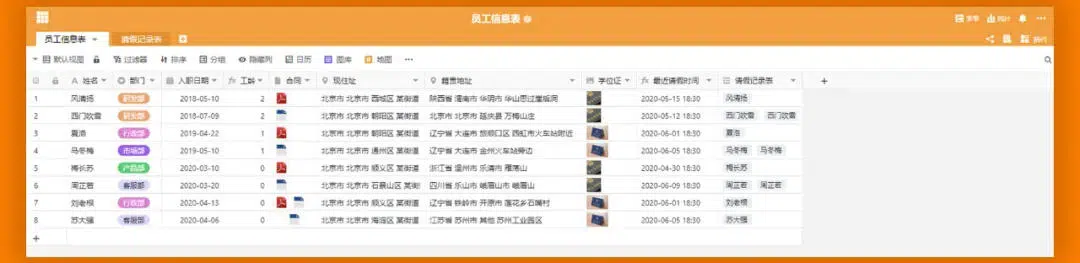 员工信息表
员工信息表 请假记录表
默认视图 过滤器 排序 分组 隐藏列 日历 图库 地图
姓名 部门 入职日期 工龄 合同 现住址 籍贯地址 学位证 最近请假时间 请假记录表
1 风清扬 研发部 2018-05-10 2 北京市 北京市 西城区 某街道 陕西省 渭南市 华阴市 华山思过崖版洞 2020-05-15 18:30 风清扬
2 西门吹雪 研发部 2018-07-09 2 北京市 北京市 朝阳区 某街道 北京市 北京市 延庆县 万梅山庄 2020-05-12 18:30 西门吹雪 西门吹雪
3 夏洛 行政部 2019-04-22 1 北京市 北京市 朝阳区 某街道 辽宁省 大连市 旅顺口区 西虹市火车站附近 2020-06-01 18:30 夏洛
4 马冬梅 市场部 2019-05-10 1 北京市 北京市 通州区 某街道 辽宁省 大连市 金州火车站旁边 2020-06-05 18:30 马冬梅 马冬梅
5 梅长苏 产品部 2020-03-10 0 北京市 北京市 顺义区 某街道 浙江省 温州市 乐清市 雁荡山 2020-04-30 18:30 梅长苏
6 周芷若 客服部 2020-03-20 0 北京市 北京市 石景山区 某街 四川省 乐山市 峨眉山市 峨眉山 2020-06-09 18:30 周芷若 周芷若
7 刘老根 行政部 2020-04-13 0 北京市 北京市 顺义区 某街道 辽宁省 铁岭市 开原市 莲花乡石嘴村 2020-06-01 18:30 刘老根
8 苏大强 客服部 2020-04-06 0 北京市 北京市 海淀区 某街道 江苏省 苏州市 其他 苏州工业园区 2020-06-05 18:30 苏大强